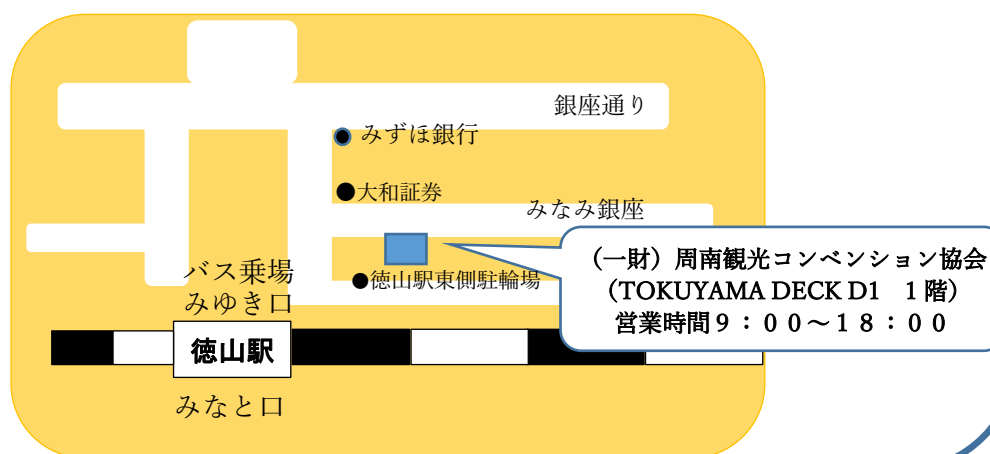 銀座通り
みずほ銀行
大和証券
みなみ銀座
（一財）周南観光コンベンション協会
（TOKUYAMA DECK D1　1階）
営業時間９：００～１８：００
徳山駅東側駐輪場
バス乗場
みゆき口
徳山駅
みなと口